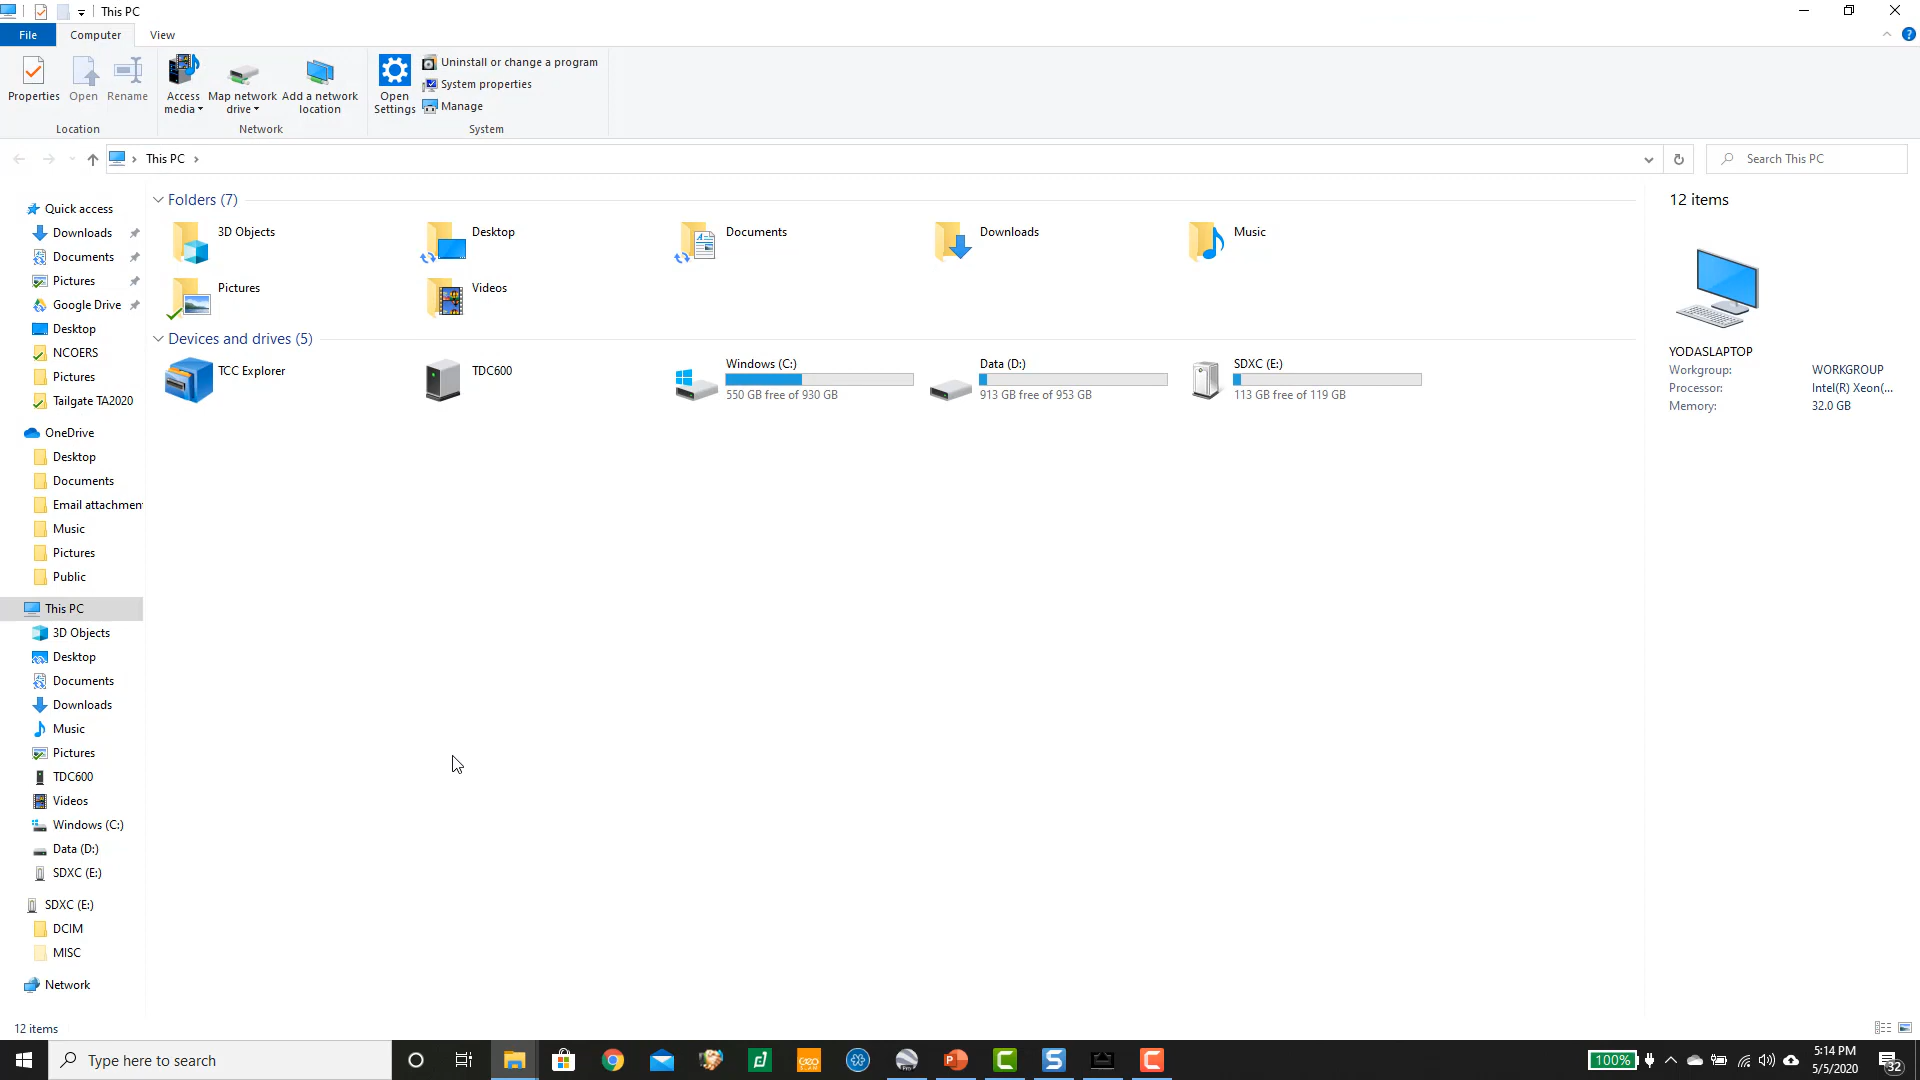 This PC
File
Computer
View
Properties
Open
Rename
Access media
Map network drive
Add a network location
Open Settings
Uninstall or change a program
System properties
Manage
Location
Network
System
This PC
Search This PC
Quick access
Downloads
Documents
Pictures
Google Drive
Desktop
NCOERS
Pictures
Tailgate TA2020
OneDrive
Desktop
Documents
Email attachmen
Music
Pictures
Public
This PC
3D Objects
Desktop
Documents
Downloads
Music
Pictures
TDC600
Videos
Windows (C:)
Data (D:)
SDXC (E:)
SDXC (E:)
DCIM
MISC
Network
Folders (7)
3D Objects
Desktop
Documents
Downloads
Music
Pictures
Videos
Devices and drives (5)
TCC Explorer
TDC600
Windows (C:)
550 GB free of 930 GB
Data (D:)
913 GB free of 953 GB
SDXC (E:)
113 GB free of 119 GB
12 items
YODASLAPTOP
Workgroup: WORKGROUP
Processor: Intel(R) Xeon(...
Memory: 32.0 GB
12 items
Type here to search
100%
5:14 PM
5/5/2020
32